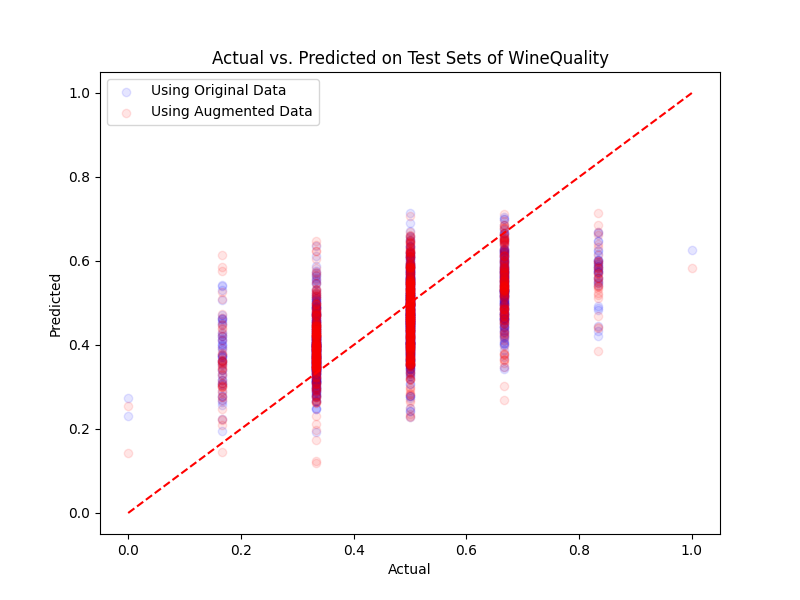 Actual vs. Predicted on Test Sets of WineQuality
Using Original Data
Using Augmented Data
1.0
0.8
0.6
0.4
0.2
0.0
Predicted
0.0 0.2 0.4 0.6 0.8 1.0
Actual